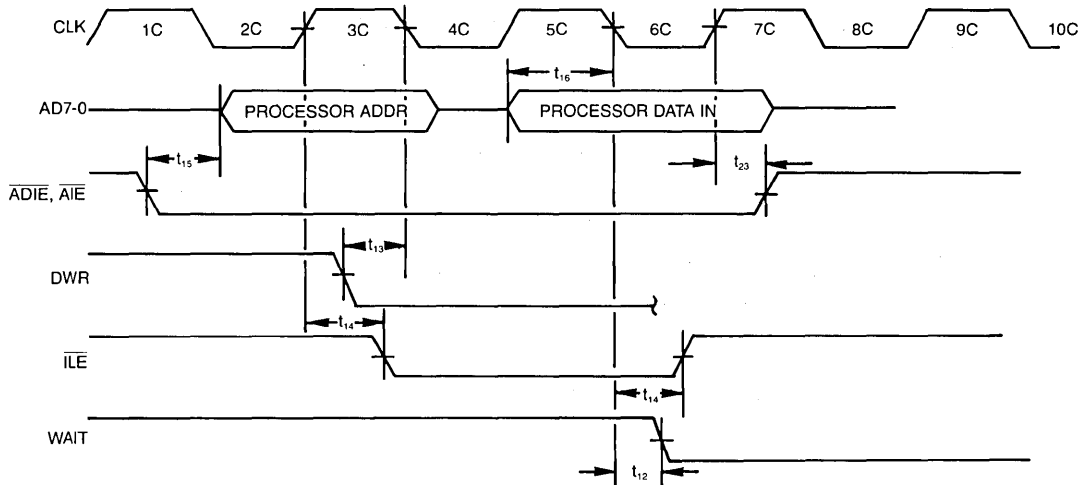 CLK 1C 2C 3C 4C 5C 6C 7C 8C 9C 10C
t16
AD7-0 PROCESSOR ADDR PROCESSOR DATA IN
t15 t23
ADIE, AIE
t13
DWR
t14
ILE
t14
WAIT
t12